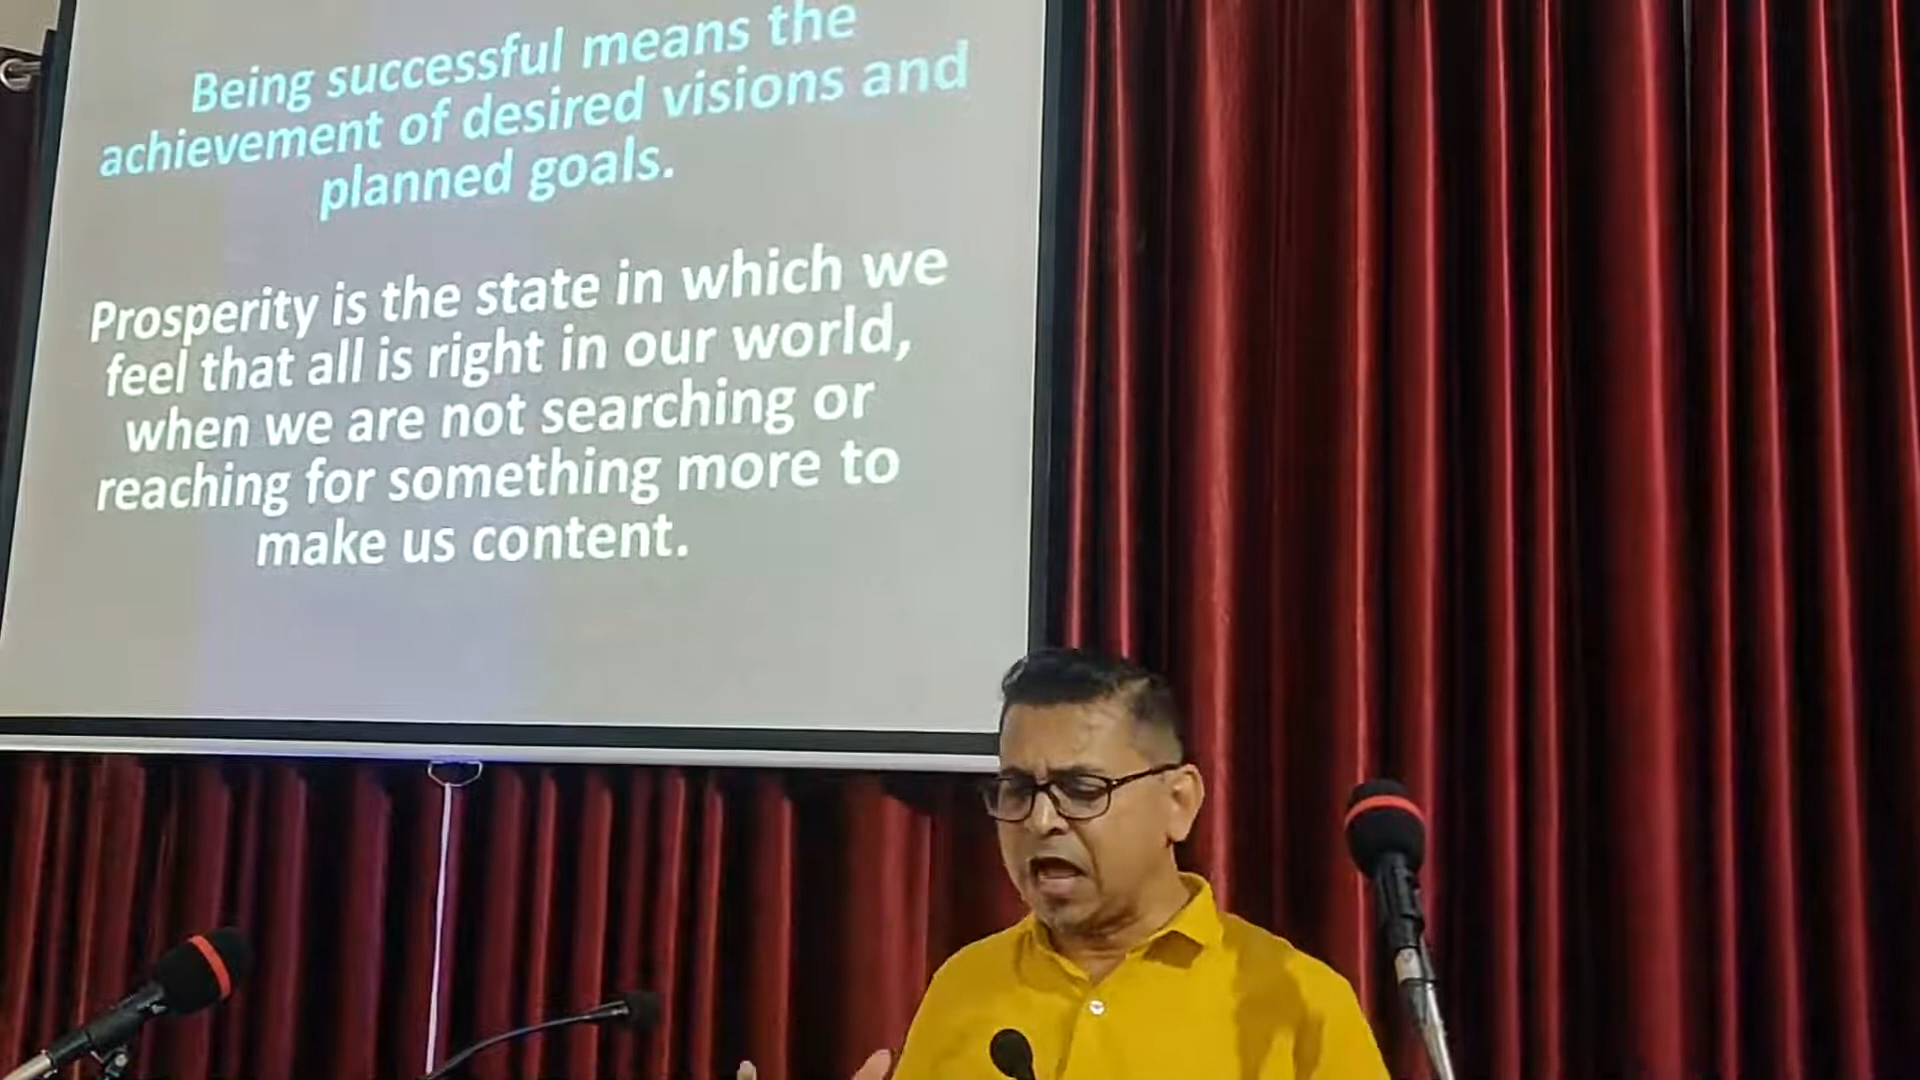 Being successful means the
achievement of desired visions and
planned goals.
Prosperity is the state in which we
feel that all is right in our world,
when we are not searching or
reaching for something more to
make us content.